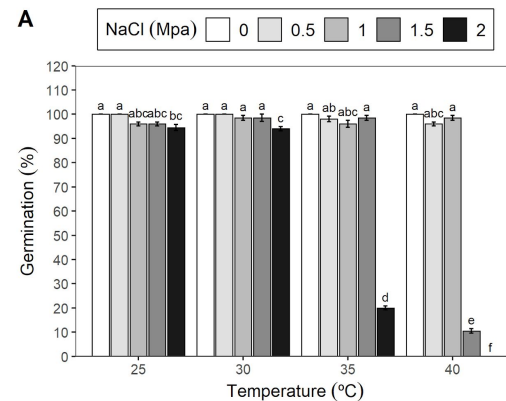 A
NaCl (Mpa) 0 0.5 1 1.5 2
120
110
a a abc abc bc a a a a c a ab abc a a abc a
100
90
80
70
60
50
40
30
20
10
0
e
f
25 30 35 40
Germination (%)
Temperature (ºC)